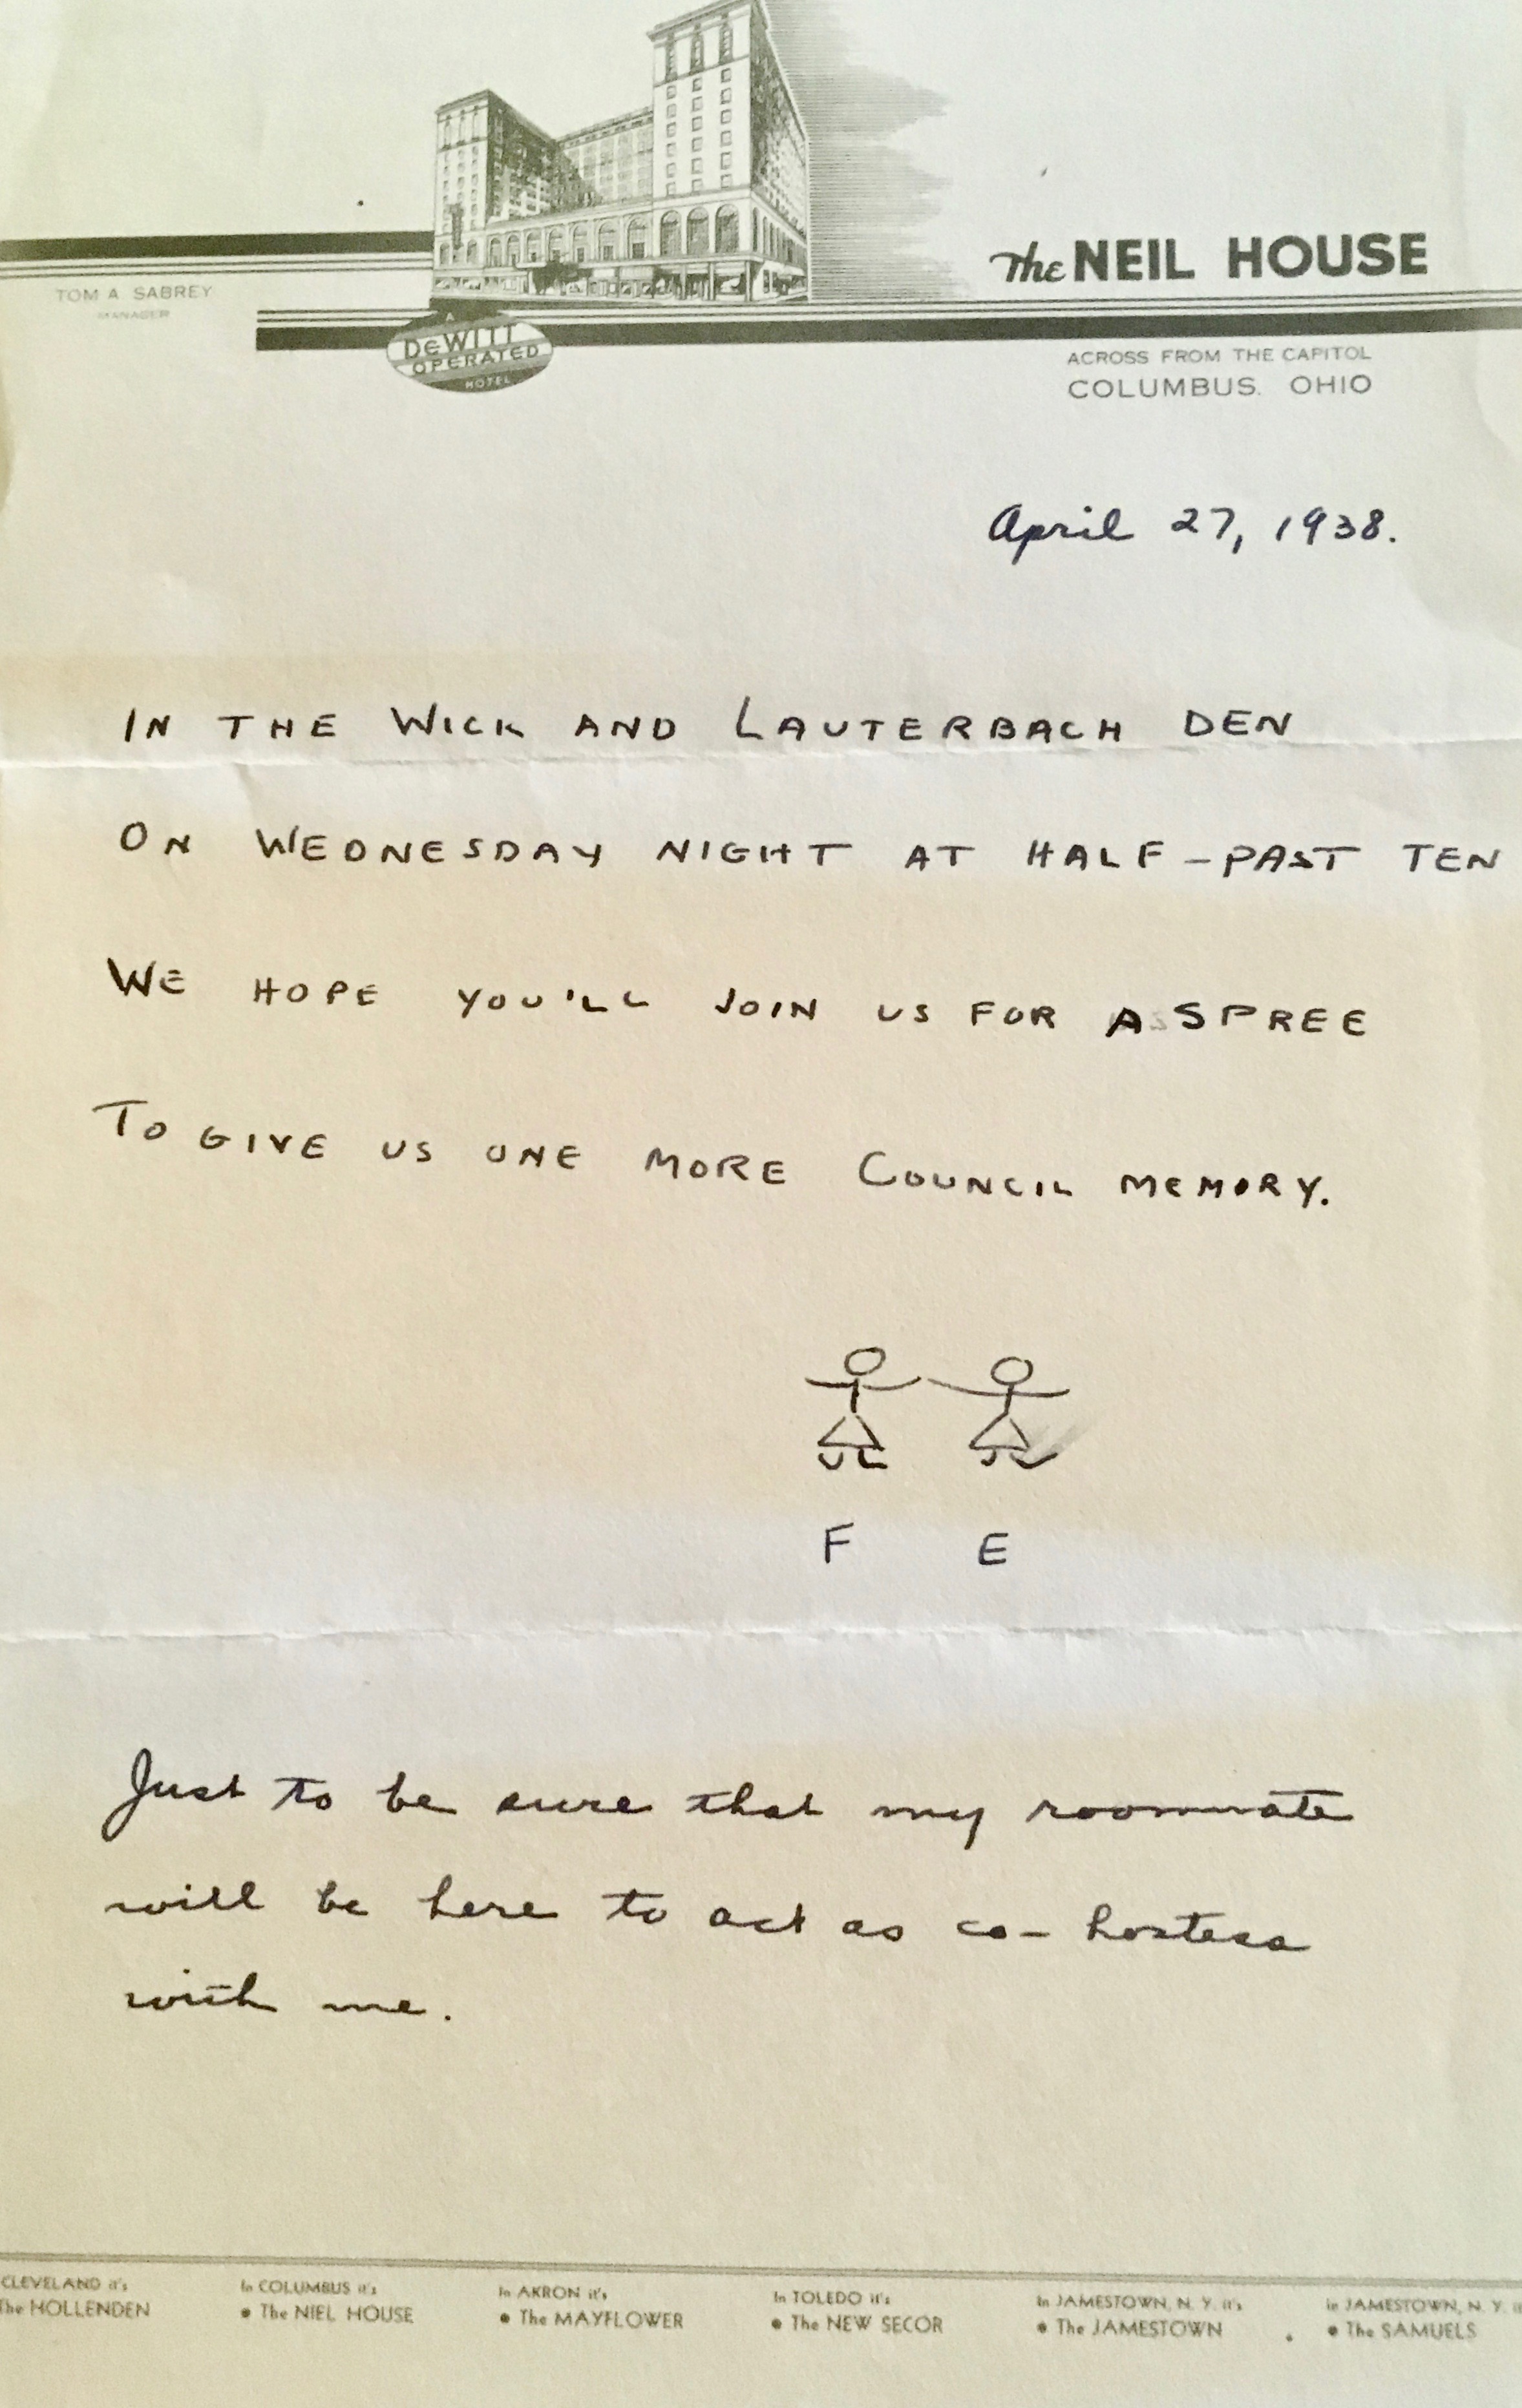 The NEIL HOUSE
TOM A. SABREY
MANAGER
A
DeWITT
OPERATED
HOTEL
ACROSS FROM THE CAPITOL
COLUMBUS, OHIO
April 27, 1938.
IN THE WICK AND LAUTERBACH DEN
ON WEDNESDAY NIGHT AT HALF-PAST TEN
WE HOPE YOU'LL JOIN US FOR A SPREE
TO GIVE US ONE MORE COUNCIL MEMORY.
F E
Just to be sure that my roommate
will be here to act as co-hostess
with me.
CLEVELAND it's In COLUMBUS it's In AKRON it's In TOLEDO it's In JAMESTOWN, N. Y. it's In JAMESTOWN, N. Y. it
The HOLLENDEN • The NIEL HOUSE • The MAYFLOWER • The NEW SECOR • The JAMESTOWN • The SAMUELS